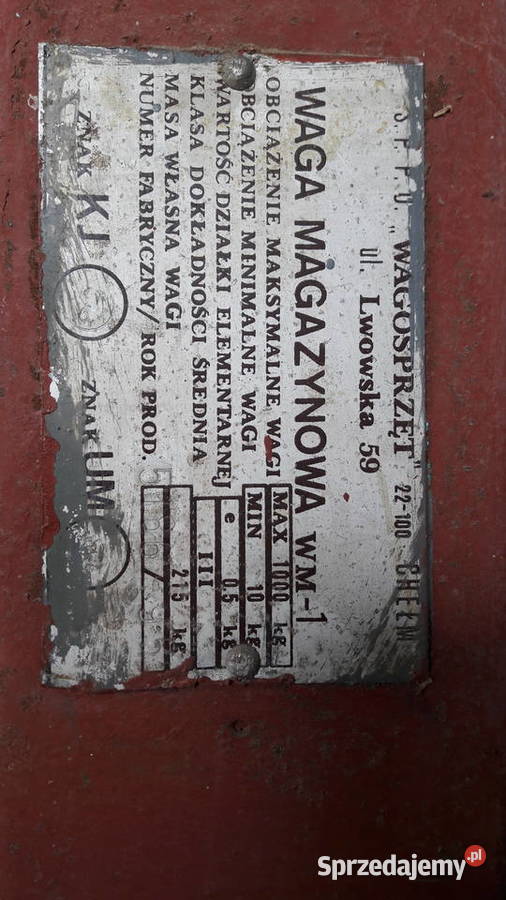 S.P.P.U. „WAGOSPRZĘT" 22-100 CHEŁM
ul. Lwowska 59
WAGA MAGAZYNOWA WM-1
OBCIĄŻENIE MAKSYMALNE WAGI MAX 1000 kg
OBCIĄŻENIE MINIMALNE WAGI MIN 10 kg
WARTOŚĆ DZIAŁKI ELEMENTARNEJ e 0,5 kg
KLASA DOKŁADNOŚCI ŚREDNIA III
MASA WŁASNA WAGI 215 kg
NUMER FABRYCZNY/ROK PROD.
ZNAK KJ ZNAK UM
Sprzedajemy.pl